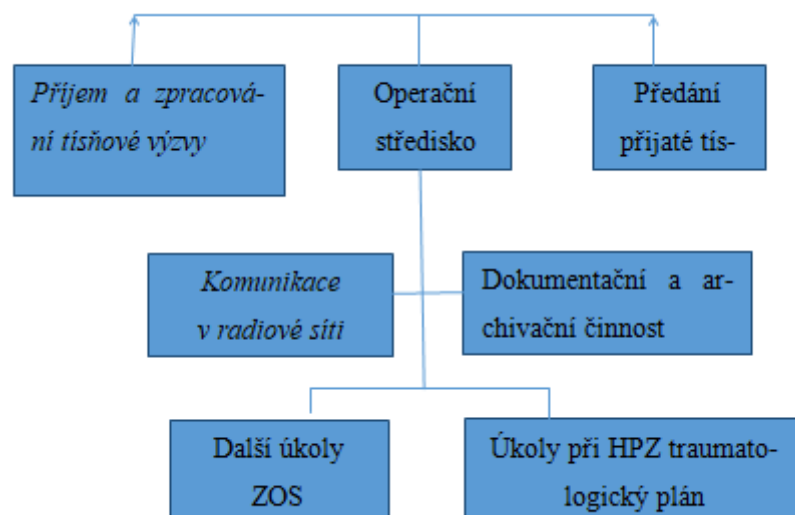 Příjem a zpracová-
ní tísňové výzvy
Operační
středisko
Předání
přijaté tís-
Komunikace
v radiové síti
Dokumentační a ar-
chivační činnost
Další úkoly
ZOS
Úkoly při HPZ traumato-
logický plán